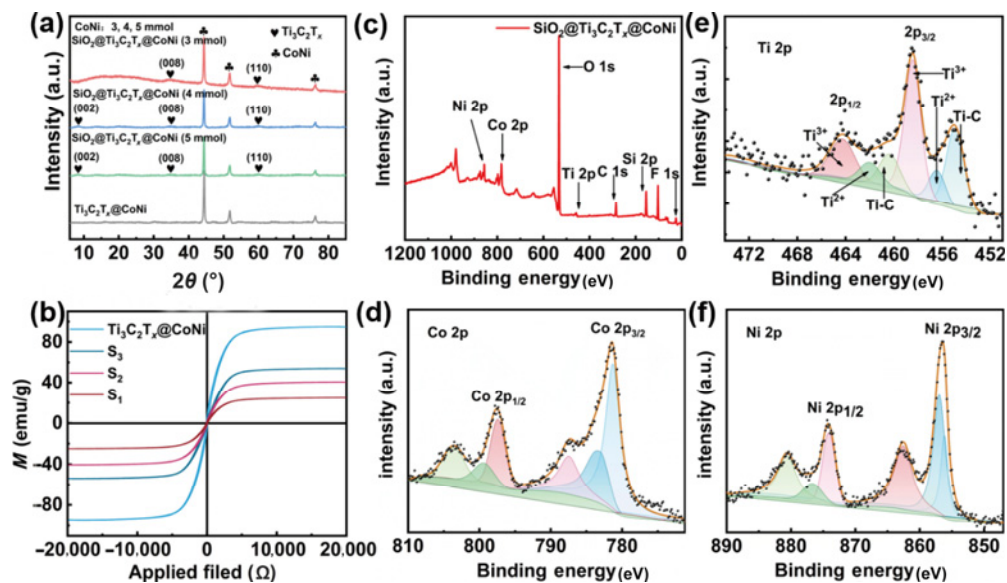 (a)
CoNi: 3, 4, 5 mmol
SiO₂@Ti₃C₂Tₓ@CoNi (3 mmol)
♥ Ti₃C₂Tₓ
♣ CoNi
(008)
(110)
SiO₂@Ti₃C₂Tₓ@CoNi (4 mmol)
(002)
(008)
(110)
SiO₂@Ti₃C₂Tₓ@CoNi (5 mmol)
(002)
(008)
(110)
Ti₃C₂Tₓ@CoNi
Intensity (a.u.)
10 20 30 40 50 60 70 80
2θ (°)
(b)
Ti₃C₂Tₓ@CoNi
S₃
S₂
S₁
M (emu/g)
80
40
0
−40
−80
−20.000 −10.000 0 10.000 20.000
Applied filed (Ω)
(c)
SiO₂@Ti₃C₂Tₓ@CoNi
O 1s
Ni 2p
Co 2p
Ti 2p
C 1s
Si 2p
F 1s
Intensity (a.u.)
1200 1000 800 600 400 200 0
Binding energy (eV)
(d)
Co 2p
Co 2p3/2
Co 2p1/2
intensity (a.u.)
810 800 790 780
Binding energy (eV)
(e)
Ti 2p
2p3/2
Ti³⁺
2p1/2
Ti²⁺
Ti-C
Ti³⁺
Ti²⁺
Ti-C
Intensity (a.u.)
472 468 464 460 456 452
Binding energy (eV)
(f)
Ni 2p
Ni 2p3/2
Ni 2p1/2
intensity (a.u.)
890 880 870 860 850
Binding energy (eV)